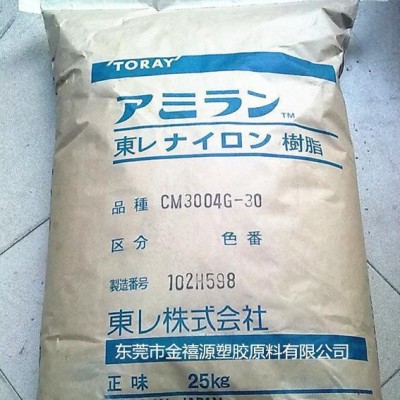 TORAY
アミラン™
東レ ナイロン 樹脂
品種 CM3004G-30
区分 色番
製造番号 102H598
東レ株式会社
东莞市金禧源塑胶原料有限公司
正味 25kg
JAPAN